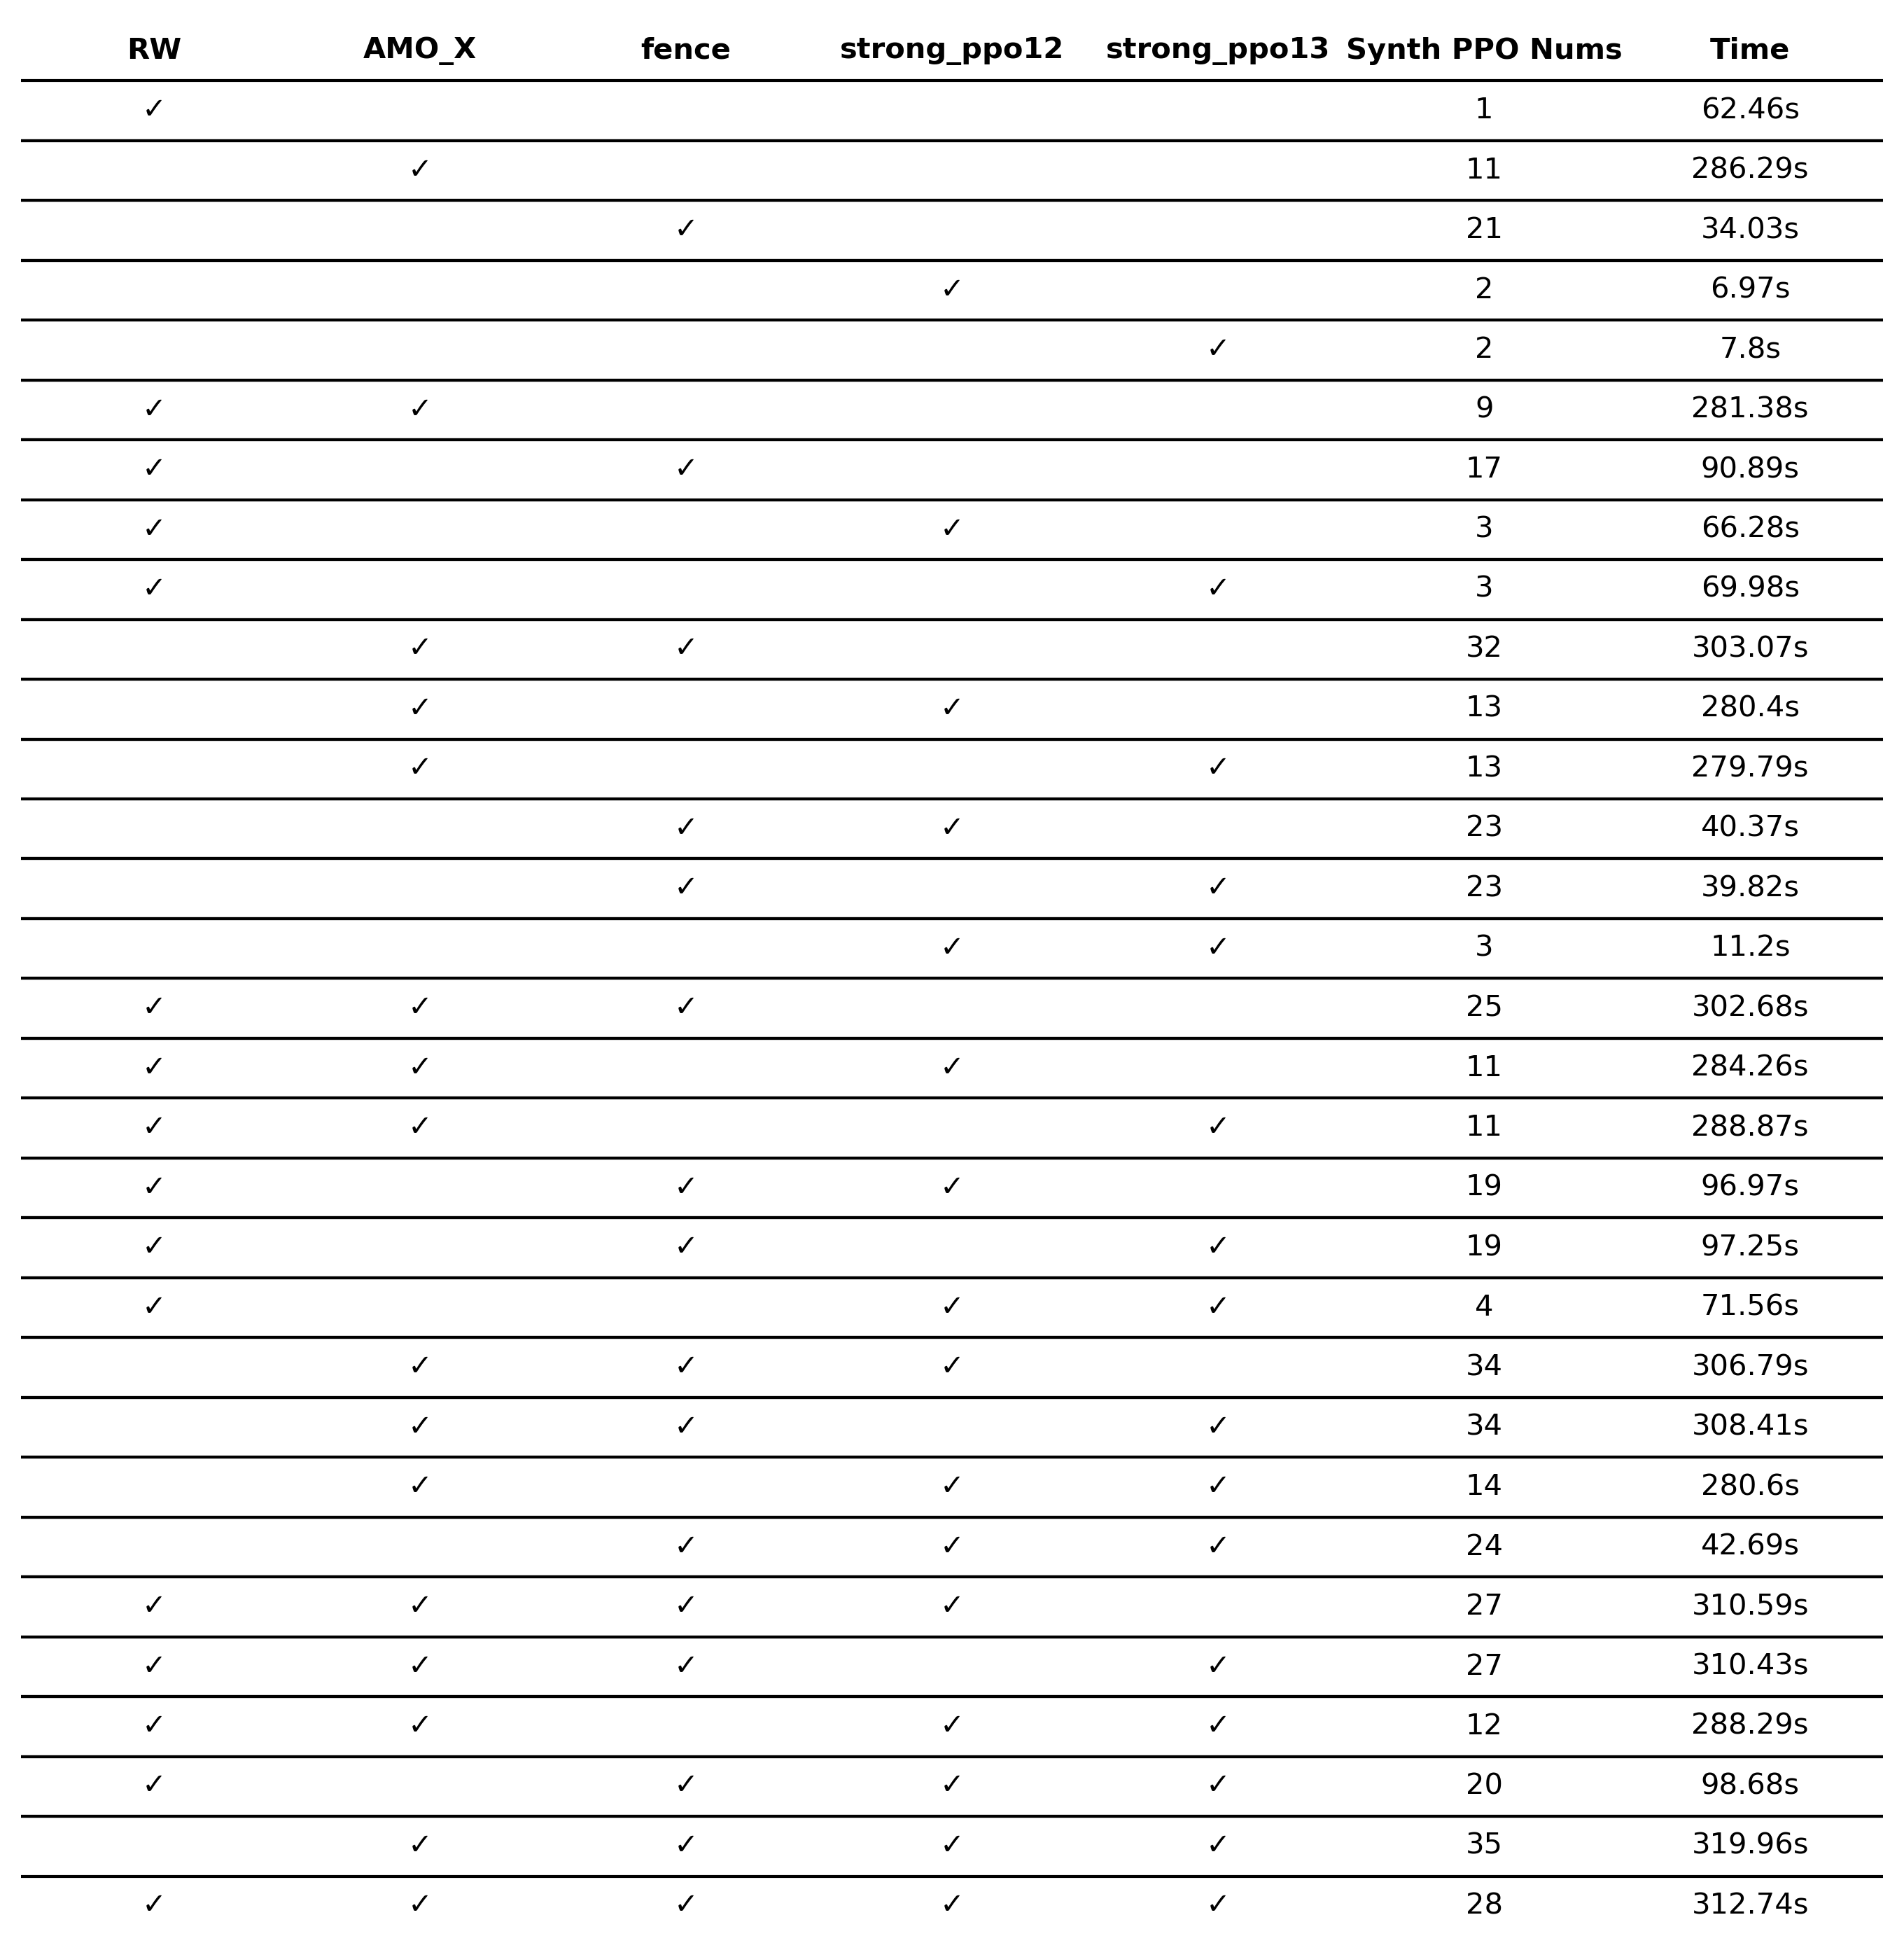 RW AMO_X fence strong_ppo12 strong_ppo13 Synth PPO Nums Time
✓ 1 62.46s
✓ 11 286.29s
✓ 21 34.03s
✓ 2 6.97s
✓ 2 7.8s
✓ ✓ 9 281.38s
✓ ✓ 17 90.89s
✓ ✓ 3 66.28s
✓ ✓ 3 69.98s
✓ ✓ 32 303.07s
✓ ✓ 13 280.4s
✓ ✓ 13 279.79s
✓ ✓ 23 40.37s
✓ ✓ 23 39.82s
✓ ✓ 3 11.2s
✓ ✓ ✓ 25 302.68s
✓ ✓ ✓ 11 284.26s
✓ ✓ ✓ 11 288.87s
✓ ✓ ✓ 19 96.97s
✓ ✓ ✓ 19 97.25s
✓ ✓ ✓ 4 71.56s
✓ ✓ ✓ 34 306.79s
✓ ✓ ✓ 34 308.41s
✓ ✓ ✓ 14 280.6s
✓ ✓ ✓ 24 42.69s
✓ ✓ ✓ ✓ 27 310.59s
✓ ✓ ✓ ✓ 27 310.43s
✓ ✓ ✓ ✓ 12 288.29s
✓ ✓ ✓ ✓ 20 98.68s
✓ ✓ ✓ ✓ 35 319.96s
✓ ✓ ✓ ✓ ✓ 28 312.74s